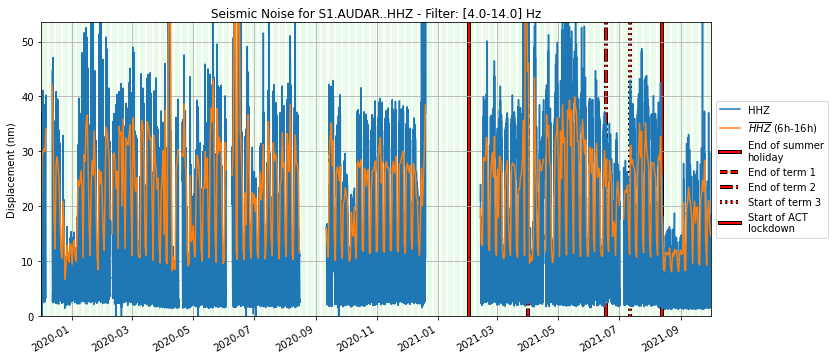 Seismic Noise for S1.AUDAR..HHZ - Filter: [4.0-14.0] Hz
Displacement (nm)
50
40
30
20
10
0
2020-01
2020-03
2020-05
2020-07
2020-09
2020-11
2021-01
2021-03
2021-05
2021-07
2021-09
HHZ
HHZ (6h-16h)
End of summer
holiday
End of term 1
End of term 2
Start of term 3
Start of ACT
lockdown